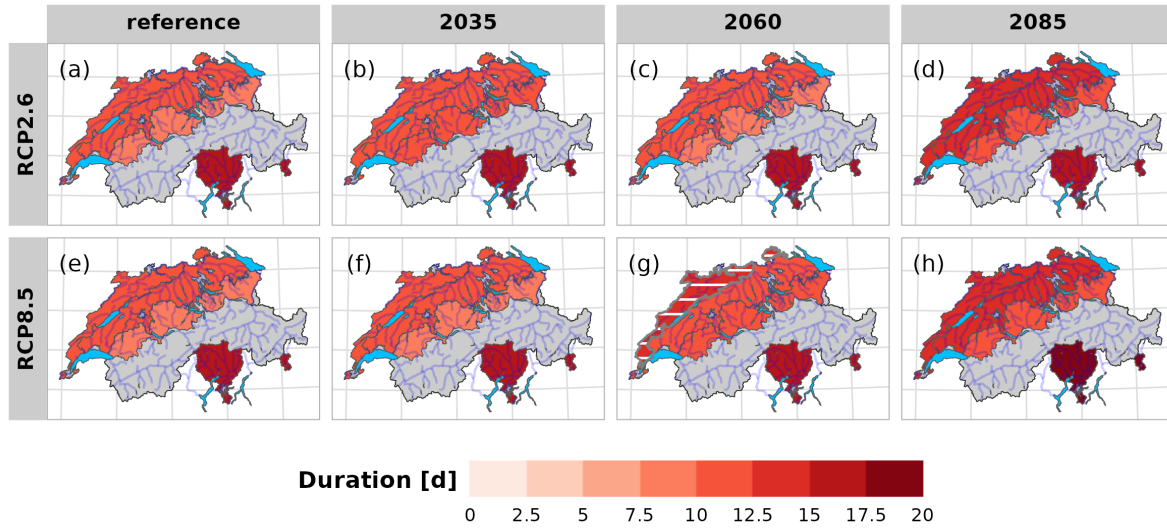 reference 2035 2060 2085
RCP2.6
(a) (b) (c) (d)
RCP8.5
(e) (f) (g) (h)
Duration [d]
0 2.5 5 7.5 10 12.5 15 17.5 20